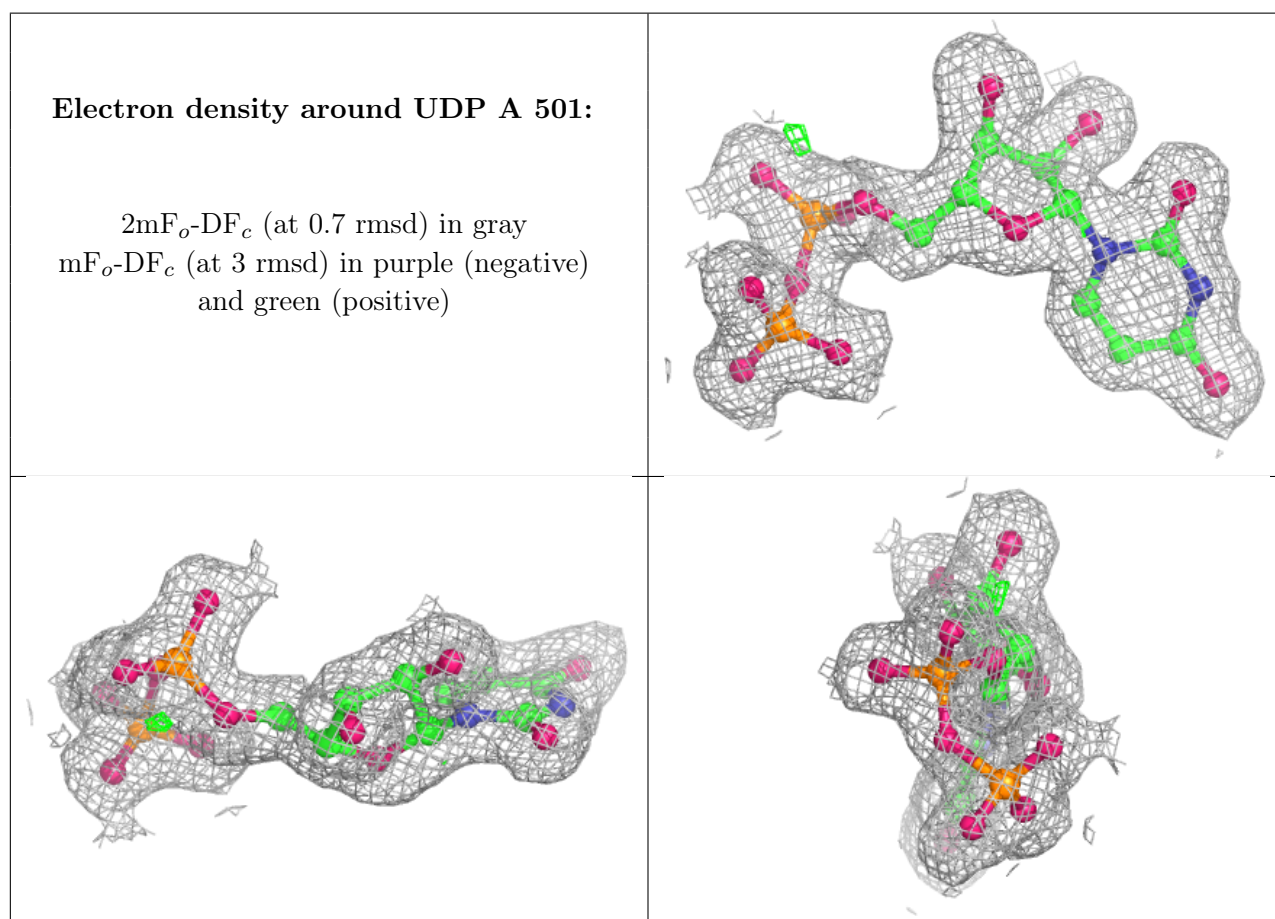 Electron density around UDP A 501:
2mFo-DFc (at 0.7 rmsd) in gray
mFo-DFc (at 3 rmsd) in purple (negative)
and green (positive)